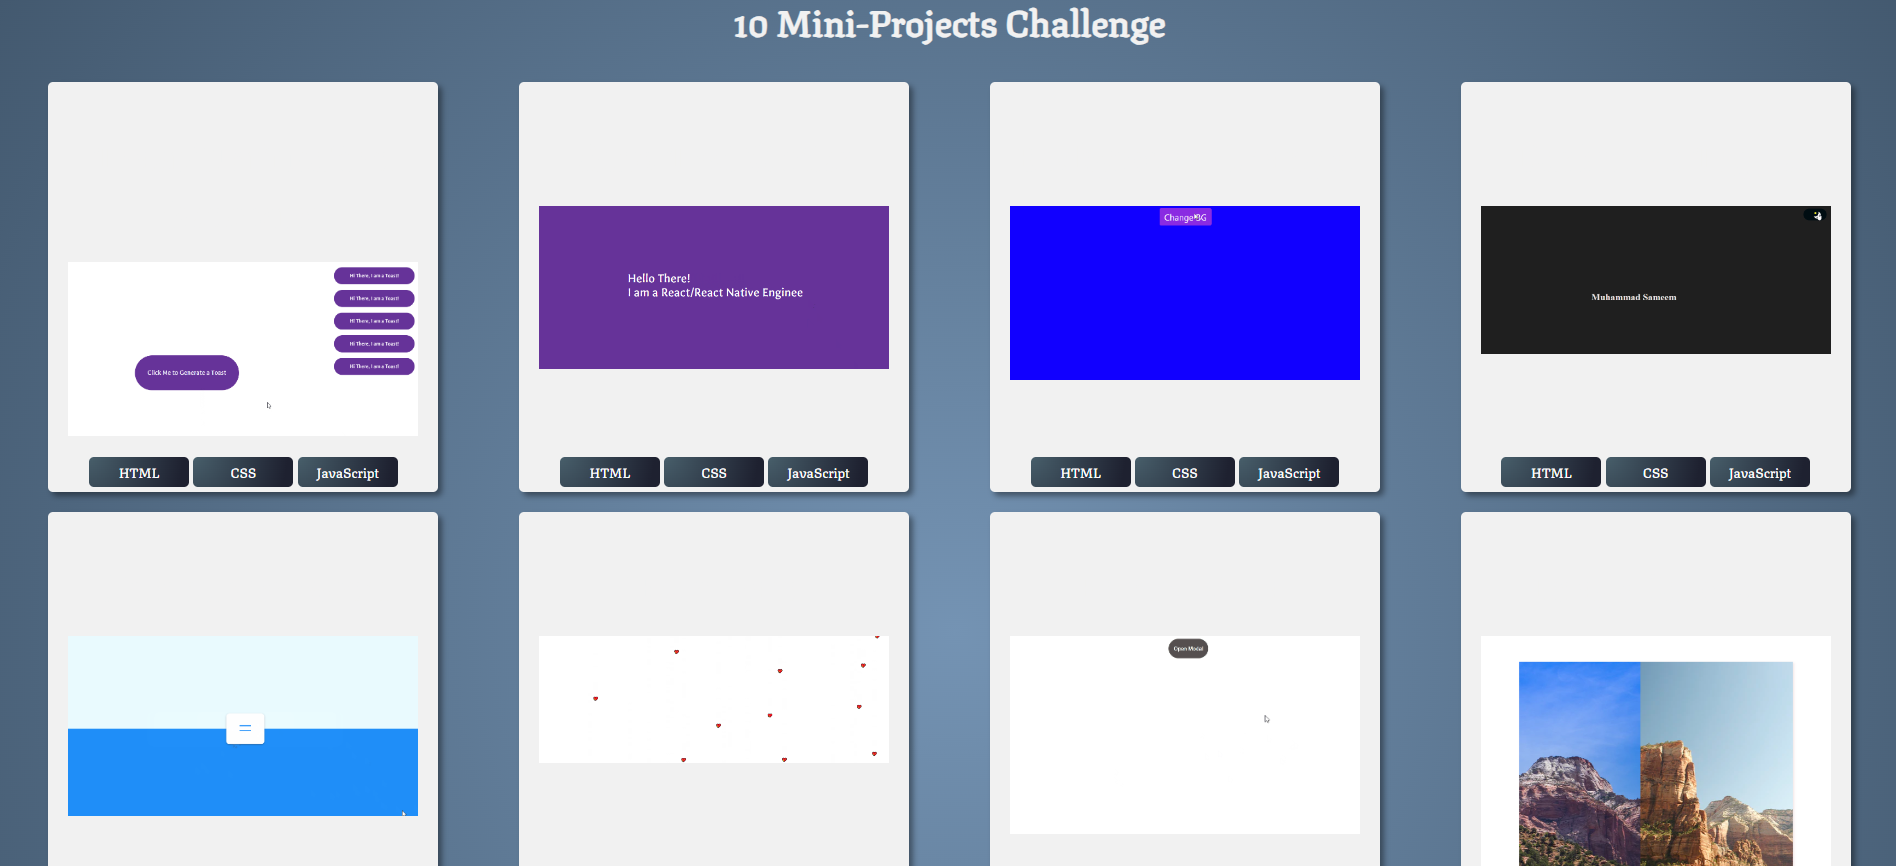 10 Mini-Projects Challenge
Hi There, I am a Toast!
Hi There, I am a Toast!
Hi There, I am a Toast!
Hi There, I am a Toast!
Hi There, I am a Toast!
Click Me to Generate a Toast
HTML CSS JavaScript
Hello There!
I am a React/React Native Enginee
HTML CSS JavaScript
Change BG
HTML CSS JavaScript
Muhammad Sameem
HTML CSS JavaScript
Open Modal